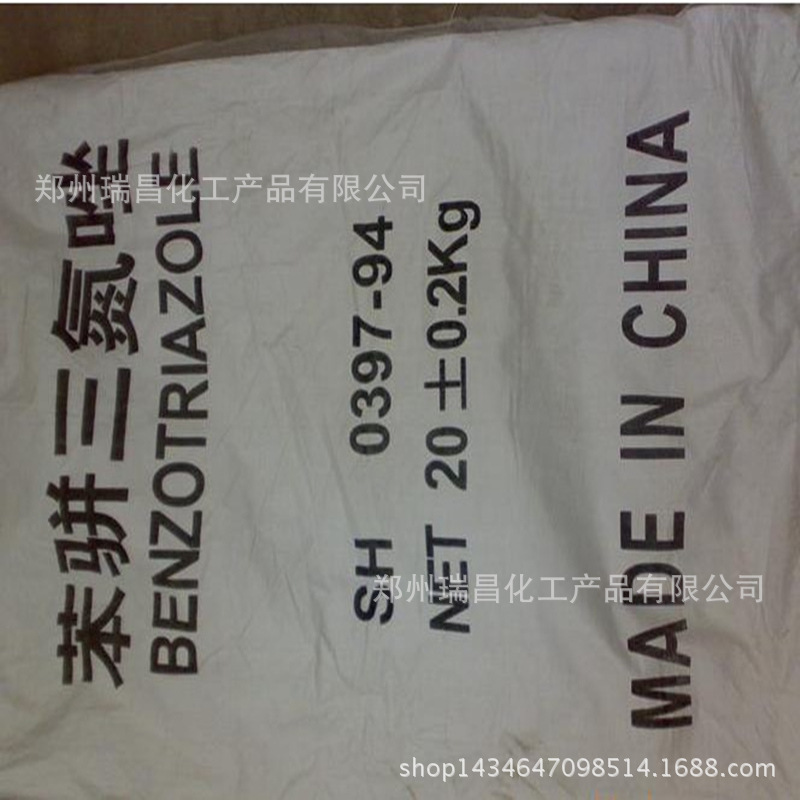 苯骈三氮唑
BENZOTRIAZOLE
SH 0397-94
NET 20±0.2Kg
MADE IN CHINA
郑州瑞昌化工产品有限公司
郑州瑞昌化工产品有限公司
shop1434647098514.1688.com